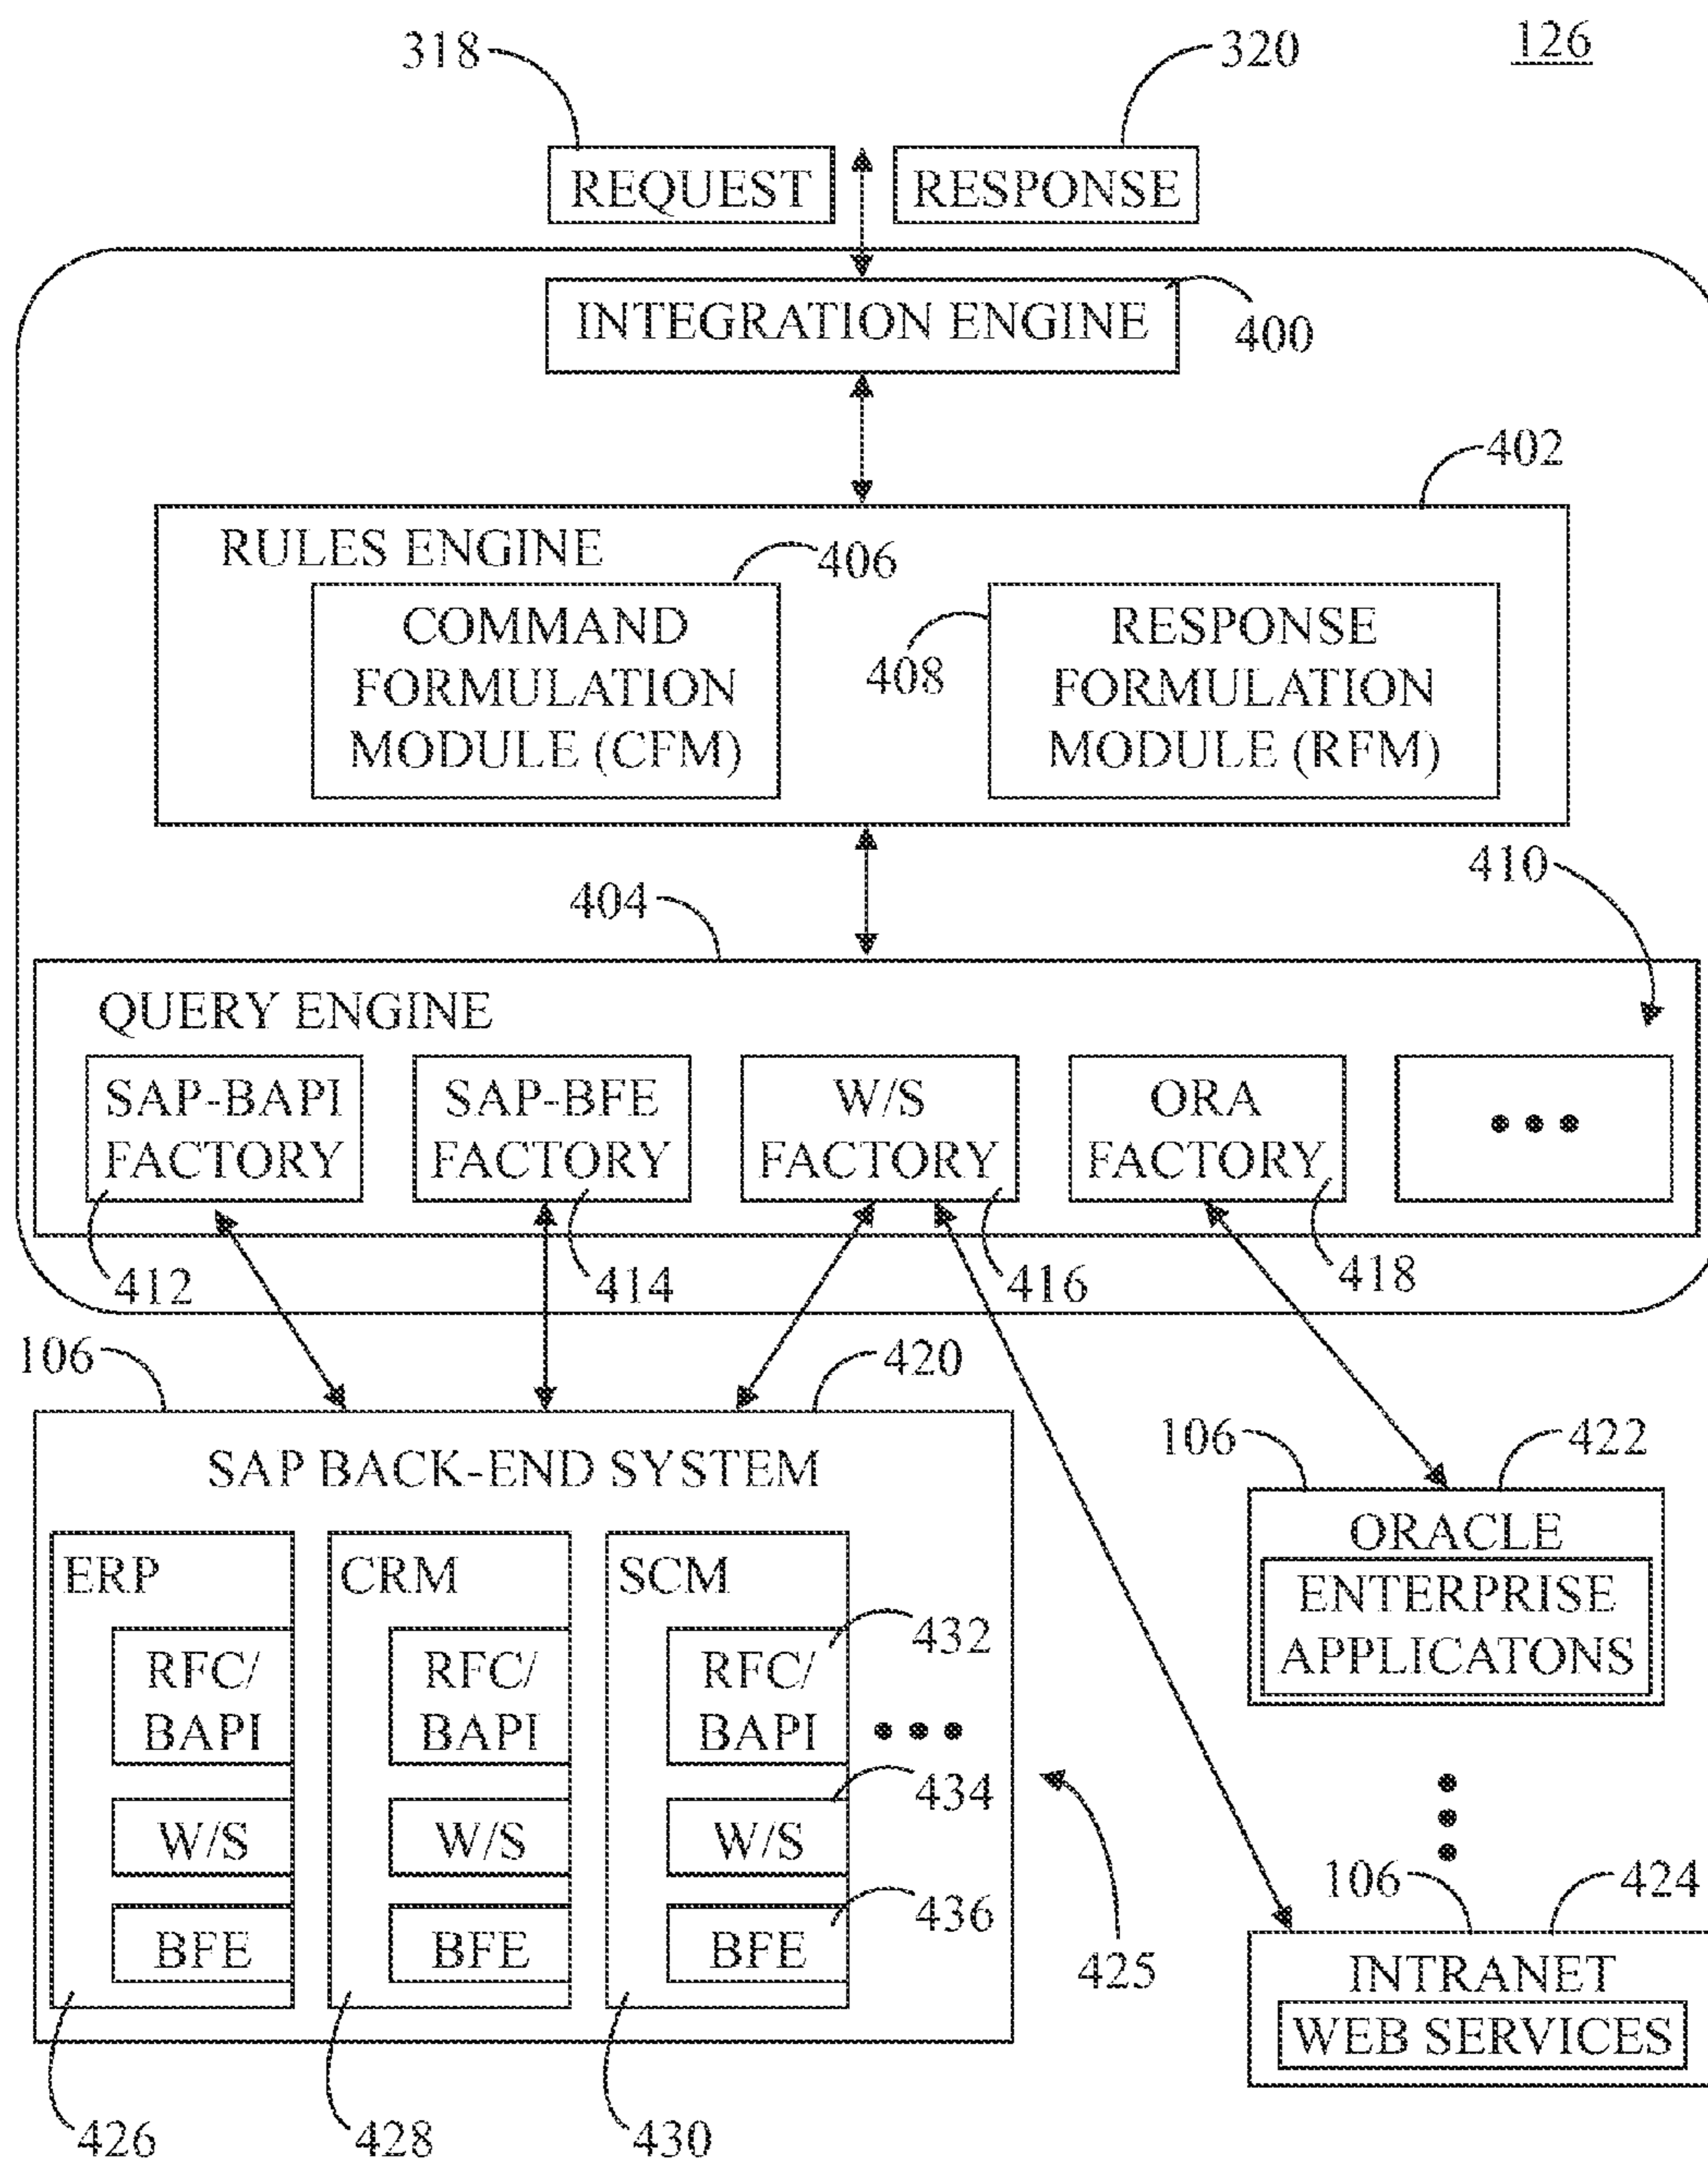 126
318
320
REQUEST
RESPONSE
INTEGRATION ENGINE
400
402
RULES ENGINE
406
COMMAND
FORMULATION
MODULE (CFM)
408
RESPONSE
FORMULATION
MODULE (RFM)
410
404
QUERY ENGINE
SAP-BAPI
FACTORY
SAP-BFE
FACTORY
W/S
FACTORY
ORA
FACTORY
•••
412
414
416
418
106
420
SAP BACK-END SYSTEM
ERP
RFC/
BAPI
W/S
BFE
CRM
RFC/
BAPI
W/S
BFE
SCM
RFC/
BAPI
W/S
BFE
432
•••
434
436
425
426
428
430
106
422
ORACLE
ENTERPRISE
APPLICATONS
106
424
INTRANET
WEB SERVICES